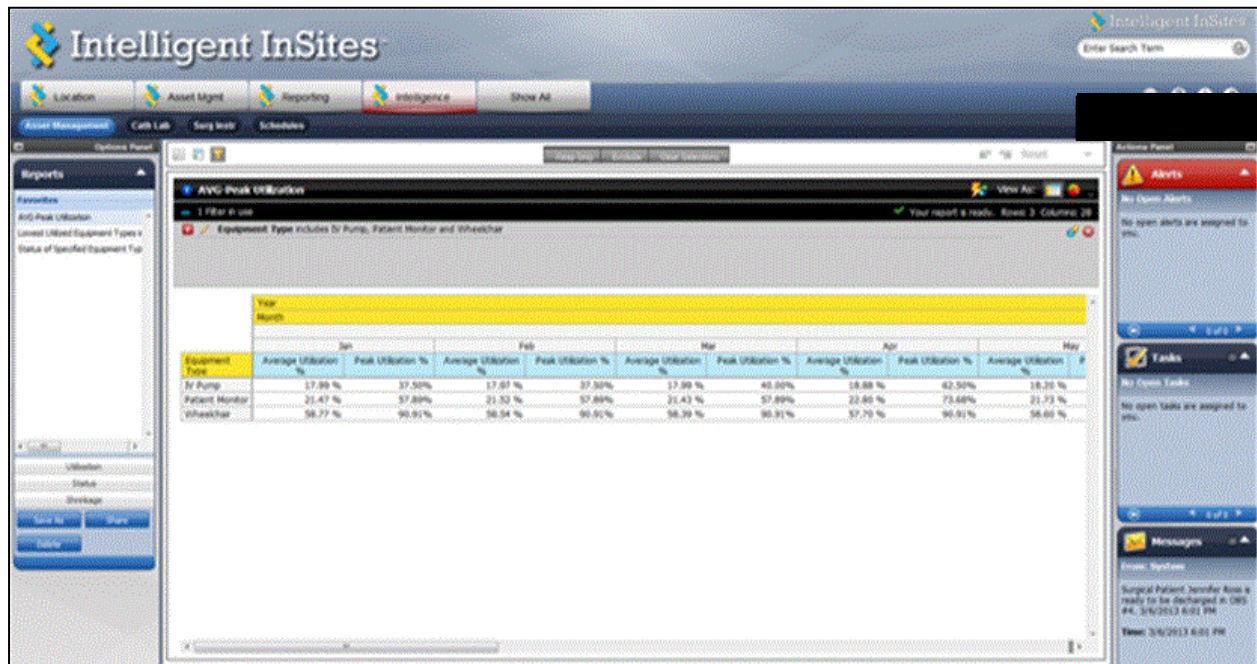 Intelligent InSites
Intelligent InSites
Enter Search Term
Location Asset Mgmt Reporting Intelligence Show All
Asset Management Cath Lab Surg Instr Schedules
Options Panel
Reports
Favorites
AVG-Peak Utilization
Lowest Utilized Equipment Types
Status of Specified Equipment Typ
Utilization
Status
Shrinkage
Save As Share
Delete
Keep Only Exclude Clear Selections
Reset
AVG-Peak Utilization View As:
1 Filter in use Your report is ready. Rows: 3 Columns: 28
Equipment Type includes IV Pump, Patient Monitor and Wheelchair
Year
Month
Jan Feb Mar Apr May
Equipment Type Average Utilization % Peak Utilization % Average Utilization % Peak Utilization % Average Utilization % Peak Utilization % Average Utilization % Peak Utilization % Average Utilization % P
IV Pump 17.99 % 37.50% 17.97 % 37.50% 17.99 % 40.00% 18.88 % 62.50% 18.20 %
Patient Monitor 21.47 % 57.89% 21.52 % 57.89% 21.43 % 57.89% 22.80 % 73.68% 21.73 %
Wheelchair 58.77 % 90.91% 58.54 % 90.91% 58.39 % 90.91% 57.70 % 90.91% 58.60 %
Actions Panel
Alerts
No Open Alerts
No open alerts are assigned to
you.
0 of 0
Tasks
No Open Tasks
No open tasks are assigned to
you.
0 of 0
Messages
From: System
Surgical Patient Jennifer Ross is
ready to be discharged in OBS
#4. 3/6/2013 6:01 PM
Time: 3/6/2013 6:01 PM